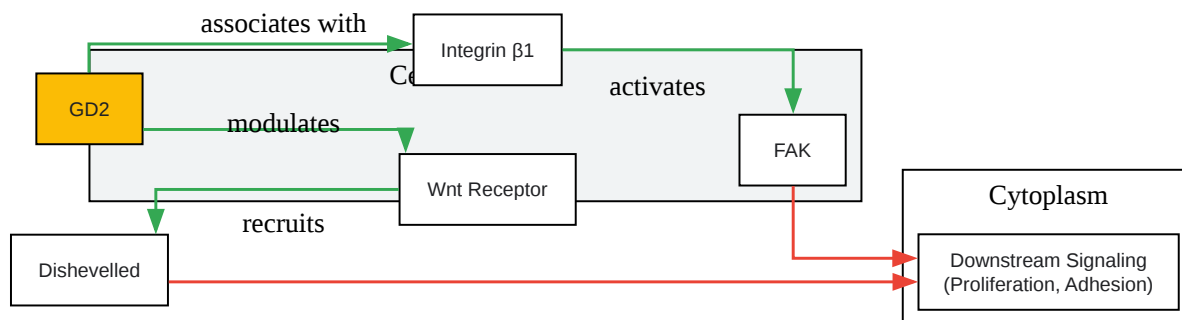 associates with
Integrin β1
activates
GD2
modulates
FAK
Wnt Receptor
Cytoplasm
recruits
Dishevelled
Downstream Signaling
(Proliferation, Adhesion)